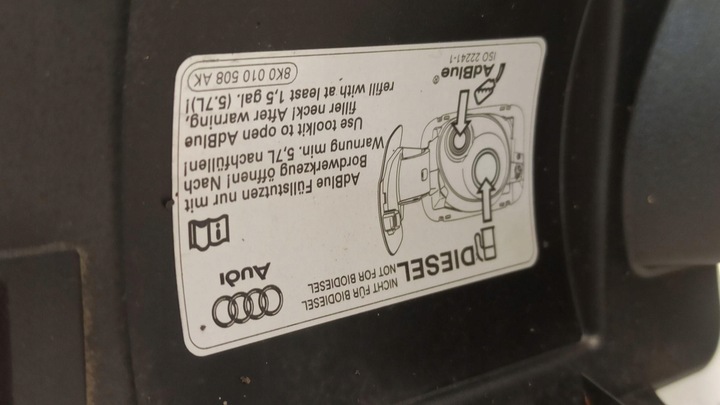 Audi
NICHT FÜR BIODIESEL
NOT FOR BIODIESEL
DIESEL
AdBlue Füllstutzen nur mit
Bordwerkzeug öffnen! Nach
Warnung min. 5,7L nachfüllen!
Use toolkit to open AdBlue
filler neck! After warning,
refill with at least 1,5 gal. (5.7L)!
AdBlue®
ISO 22241-1
8K0 010 508 AK